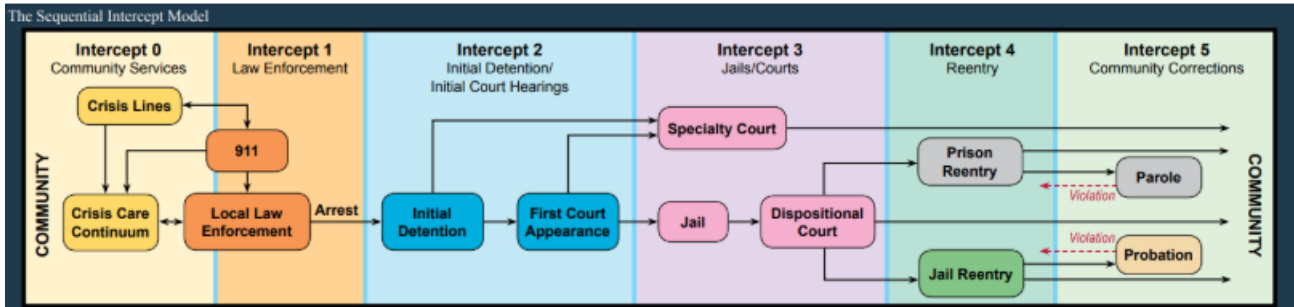 The Sequential Intercept Model
Intercept 0
Community Services
Intercept 1
Law Enforcement
Intercept 2
Initial Detention/
Initial Court Hearings
Intercept 3
Jails/Courts
Intercept 4
Reentry
Intercept 5
Community Corrections
COMMUNITY
Crisis Lines
911
Crisis Care
Continuum
Local Law
Enforcement
Arrest
Initial
Detention
First Court
Appearance
Specialty Court
Jail
Dispositional
Court
Prison
Reentry
Parole
Violation
Violation
Probation
Jail Reentry
COMMUNITY